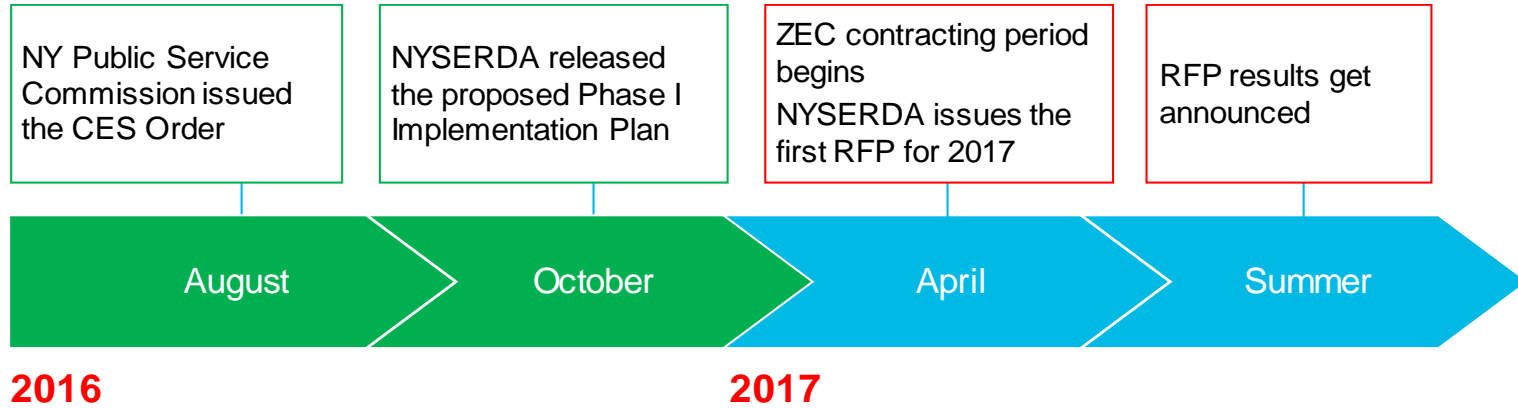 NY Public Service
Commission issued
the CES Order
NYSERDA released
the proposed Phase I
Implementation Plan
ZEC contracting period
begins
NYSERDA issues the
first RFP for 2017
RFP results get
announced
August
October
April
Summer
2016
2017